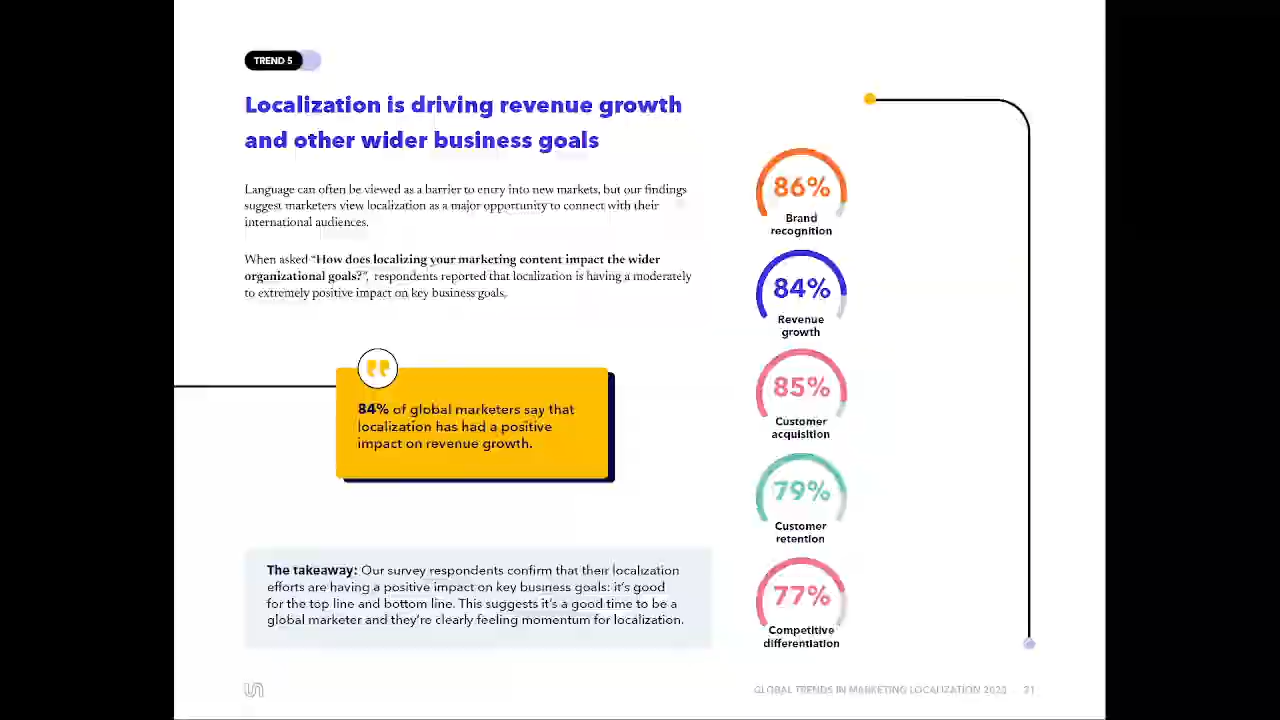 TREND 5
Localization is driving revenue growth
and other wider business goals
Language can often be viewed as a barrier to entry into new markets, but our findings
suggest marketers view localization as a major opportunity to connect with their
international audiences.
When asked “How does localizing your marketing content impact the wider
organizational goals?”, respondents reported that localization is having a moderately
to extremely positive impact on key business goals.
84% of global marketers say that
localization has had a positive
impact on revenue growth.
The takeaway: Our survey respondents confirm that their localization
efforts are having a positive impact on key business goals: it’s good
for the top line and bottom line. This suggests it’s a good time to be a
global marketer and they’re clearly feeling momentum for localization.
86%
Brand
recognition
84%
Revenue
growth
85%
Customer
acquisition
79%
Customer
retention
77%
Competitive
differentiation
GLOBAL TRENDS IN MARKETING LOCALIZATION